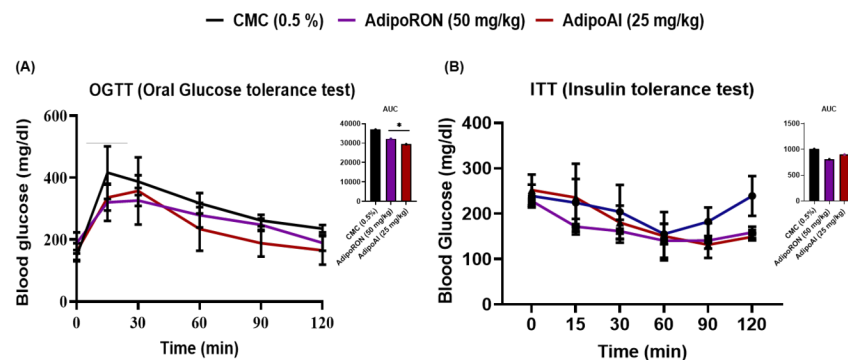 CMC (0.5 %) AdipoRON (50 mg/kg) AdipoAI (25 mg/kg)
(A)
OGTT (Oral Glucose tolerance test)
Blood glucose (mg/dl)
600
400
200
0
0 30 60 90 120
Time (min)
AUC
*
40000
30000
20000
10000
0
CMC (0.5%)
AdipoRON (50 mg/kg)
AdipoAI (25 mg/kg)
(B)
ITT (Insulin tolerance test)
Blood Glucose (mg/dl)
400
300
200
100
0
0 15 30 60 90 120
Time (min)
AUC
1500
1000
500
0
CMC (0.5%)
AdipoRON (50 mg/kg)
AdipoAI (25 mg/kg)